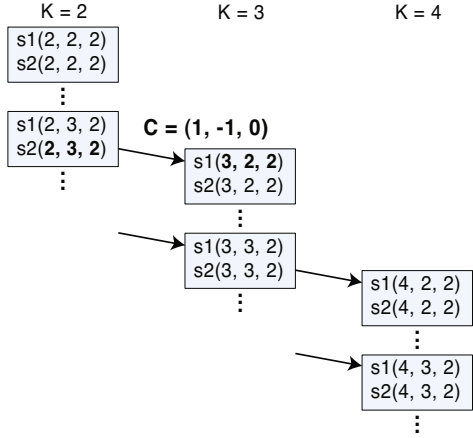 K = 2
K = 3
K = 4
s1(2, 2, 2)
s2(2, 2, 2)
s1(2, 3, 2)
s2(2, 3, 2)
C = (1, -1, 0)
s1(3, 2, 2)
s2(3, 2, 2)
s1(3, 3, 2)
s2(3, 3, 2)
s1(4, 2, 2)
s2(4, 2, 2)
s1(4, 3, 2)
s2(4, 3, 2)